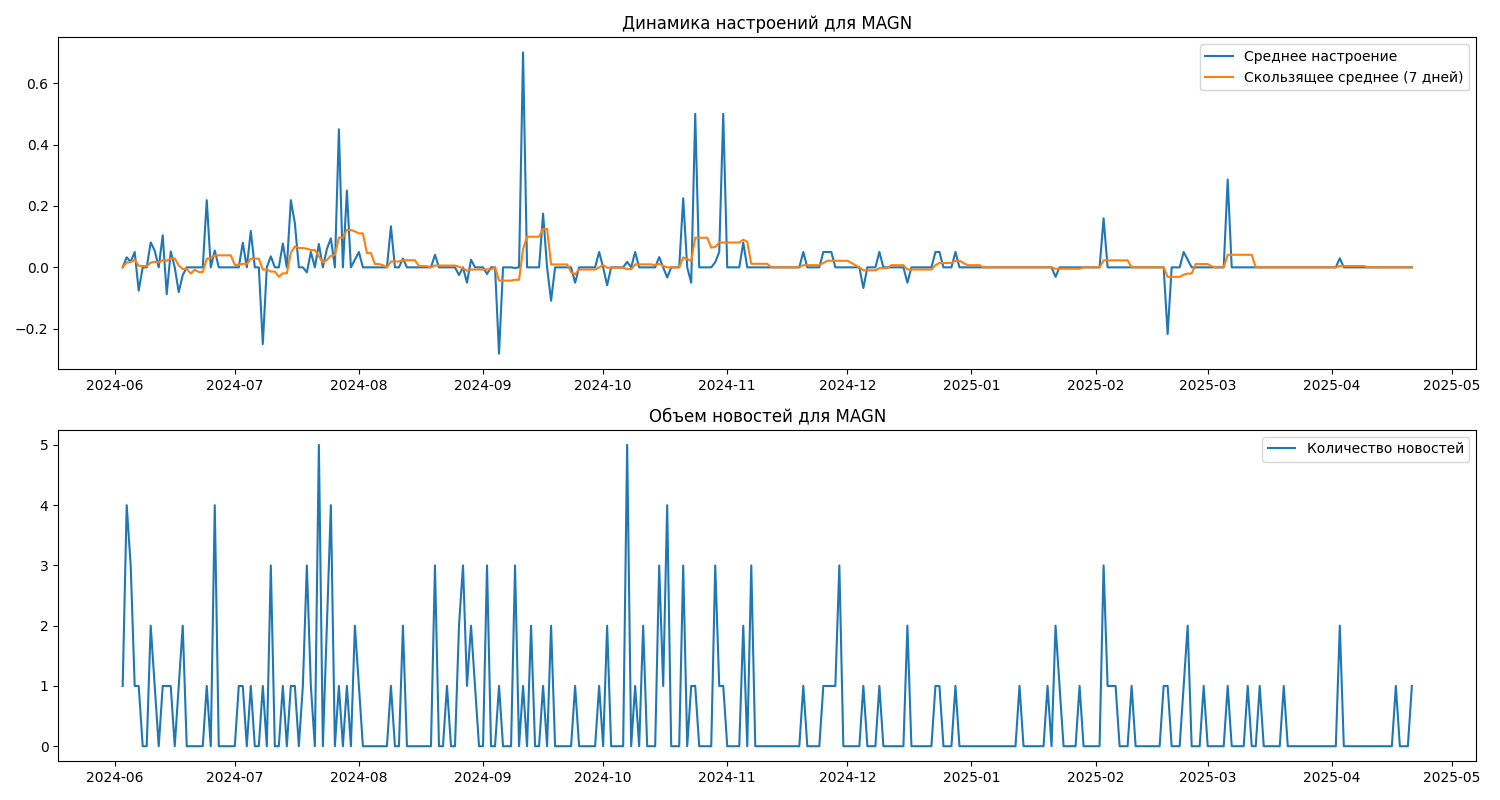 Динамика настроений для MAGN
Среднее настроение
Скользящее среднее (7 дней)
0.6
0.4
0.2
0.0
−0.2
2024-06 2024-07 2024-08 2024-09 2024-10 2024-11 2024-12 2025-01 2025-02 2025-03 2025-04 2025-05
Объем новостей для MAGN
Количество новостей
5
4
3
2
1
0
2024-06 2024-07 2024-08 2024-09 2024-10 2024-11 2024-12 2025-01 2025-02 2025-03 2025-04 2025-05